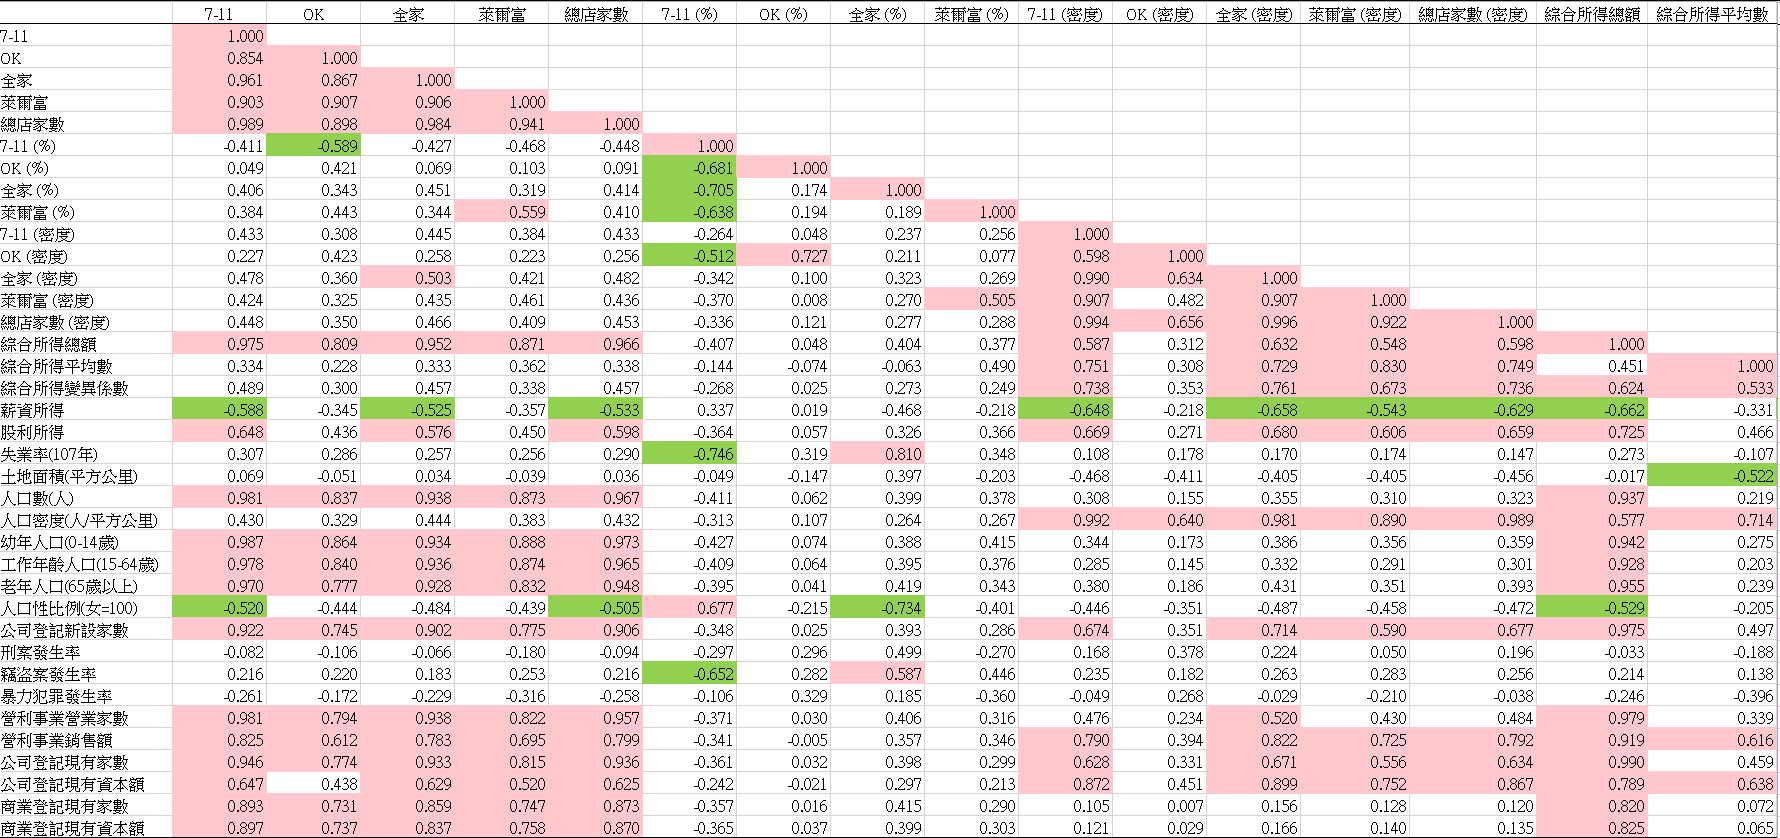 7-11 OK 全家 萊爾富 總店家數 7-11 (%) OK (%) 全家 (%) 萊爾富 (%) 7-11 (密度) OK (密度) 全家 (密度) 萊爾富 (密度) 總店家數 (密度) 綜合所得總額 綜合所得平均數
7-11 1.000
OK 0.854 1.000
全家 0.961 0.867 1.000
萊爾富 0.903 0.907 0.906 1.000
總店家數 0.989 0.898 0.984 0.941 1.000
7-11 (%) -0.411 -0.589 -0.427 -0.468 -0.448 1.000
OK (%) 0.049 0.421 0.069 0.103 0.091 -0.681 1.000
全家 (%) 0.406 0.343 0.451 0.319 0.414 -0.705 0.174 1.000
萊爾富 (%) 0.384 0.443 0.344 0.559 0.410 -0.638 0.194 0.189 1.000
7-11 (密度) 0.433 0.308 0.445 0.384 0.433 -0.264 0.048 0.237 0.256 1.000
OK (密度) 0.227 0.423 0.258 0.223 0.256 -0.512 0.727 0.211 0.077 0.598 1.000
全家 (密度) 0.478 0.360 0.503 0.421 0.482 -0.342 0.100 0.323 0.269 0.990 0.634 1.000
萊爾富 (密度) 0.424 0.325 0.435 0.461 0.436 -0.370 0.008 0.270 0.505 0.907 0.482 0.907 1.000
總店家數 (密度) 0.448 0.350 0.466 0.409 0.453 -0.336 0.121 0.277 0.288 0.994 0.656 0.996 0.922 1.000
綜合所得總額 0.975 0.809 0.952 0.871 0.966 -0.407 0.048 0.404 0.377 0.587 0.312 0.632 0.548 0.598 1.000
綜合所得平均數 0.334 0.228 0.333 0.362 0.338 -0.144 -0.074 -0.063 0.490 0.751 0.308 0.729 0.830 0.749 0.451 1.000
綜合所得變異係數 0.489 0.300 0.457 0.338 0.457 -0.268 0.025 0.273 0.249 0.738 0.353 0.761 0.673 0.736 0.624 0.533
薪資所得 -0.588 -0.345 -0.525 -0.357 -0.533 0.337 0.019 -0.468 -0.218 -0.648 -0.218 -0.658 -0.543 -0.629 -0.662 -0.331
股利所得 0.648 0.436 0.576 0.450 0.598 -0.364 0.057 0.326 0.366 0.669 0.271 0.680 0.606 0.659 0.725 0.466
失業率(107年) 0.307 0.286 0.257 0.256 0.290 -0.746 0.319 0.810 0.348 0.108 0.178 0.170 0.174 0.147 0.273 -0.107
土地面積(平方公里) 0.069 -0.051 0.034 -0.039 0.036 -0.049 -0.147 0.397 -0.203 -0.468 -0.411 -0.405 -0.405 -0.456 -0.017 -0.522
人口數(人) 0.981 0.837 0.938 0.873 0.967 -0.411 0.062 0.399 0.378 0.308 0.155 0.355 0.310 0.323 0.937 0.219
人口密度(人/平方公里) 0.430 0.329 0.444 0.383 0.432 -0.313 0.107 0.264 0.267 0.992 0.640 0.981 0.890 0.989 0.577 0.714
幼年人口(0-14歲) 0.987 0.864 0.934 0.888 0.973 -0.427 0.074 0.388 0.415 0.344 0.173 0.386 0.356 0.359 0.942 0.275
工作年齡人口(15-64歲) 0.978 0.840 0.936 0.874 0.965 -0.409 0.064 0.395 0.376 0.285 0.145 0.332 0.291 0.301 0.928 0.203
老年人口(65歲以上) 0.970 0.777 0.928 0.832 0.948 -0.395 0.041 0.419 0.343 0.380 0.186 0.431 0.351 0.393 0.955 0.239
人口性比例(女=100) -0.520 -0.444 -0.484 -0.439 -0.505 0.677 -0.215 -0.734 -0.401 -0.446 -0.351 -0.487 -0.458 -0.472 -0.529 -0.205
公司登記新設家數 0.922 0.745 0.902 0.775 0.906 -0.348 0.025 0.393 0.286 0.674 0.351 0.714 0.590 0.677 0.975 0.497
刑案發生率 -0.082 -0.106 -0.066 -0.180 -0.094 -0.297 0.296 0.499 -0.270 0.168 0.378 0.224 0.050 0.196 -0.033 -0.188
竊盜案發生率 0.216 0.220 0.183 0.253 0.216 -0.652 0.282 0.587 0.446 0.235 0.182 0.263 0.283 0.256 0.214 0.138
暴力犯罪發生率 -0.261 -0.172 -0.229 -0.316 -0.258 -0.106 0.329 0.185 -0.360 -0.049 0.268 -0.029 -0.210 -0.038 -0.246 -0.396
營利事業營業家數 0.981 0.794 0.938 0.822 0.957 -0.371 0.030 0.406 0.316 0.476 0.234 0.520 0.430 0.484 0.979 0.339
營利事業銷售額 0.825 0.612 0.783 0.695 0.799 -0.341 -0.005 0.357 0.346 0.790 0.394 0.822 0.725 0.792 0.919 0.616
公司登記現有家數 0.946 0.774 0.933 0.815 0.936 -0.361 0.032 0.398 0.299 0.628 0.331 0.671 0.556 0.634 0.990 0.459
公司登記現有資本額 0.647 0.438 0.629 0.520 0.625 -0.242 -0.021 0.297 0.213 0.872 0.451 0.899 0.752 0.867 0.789 0.638
商業登記現有家數 0.893 0.731 0.859 0.747 0.873 -0.357 0.016 0.415 0.290 0.105 0.007 0.156 0.128 0.120 0.820 0.072
商業登記現有資本額 0.897 0.737 0.837 0.758 0.870 -0.365 0.037 0.399 0.303 0.121 0.029 0.166 0.140 0.135 0.825 0.065